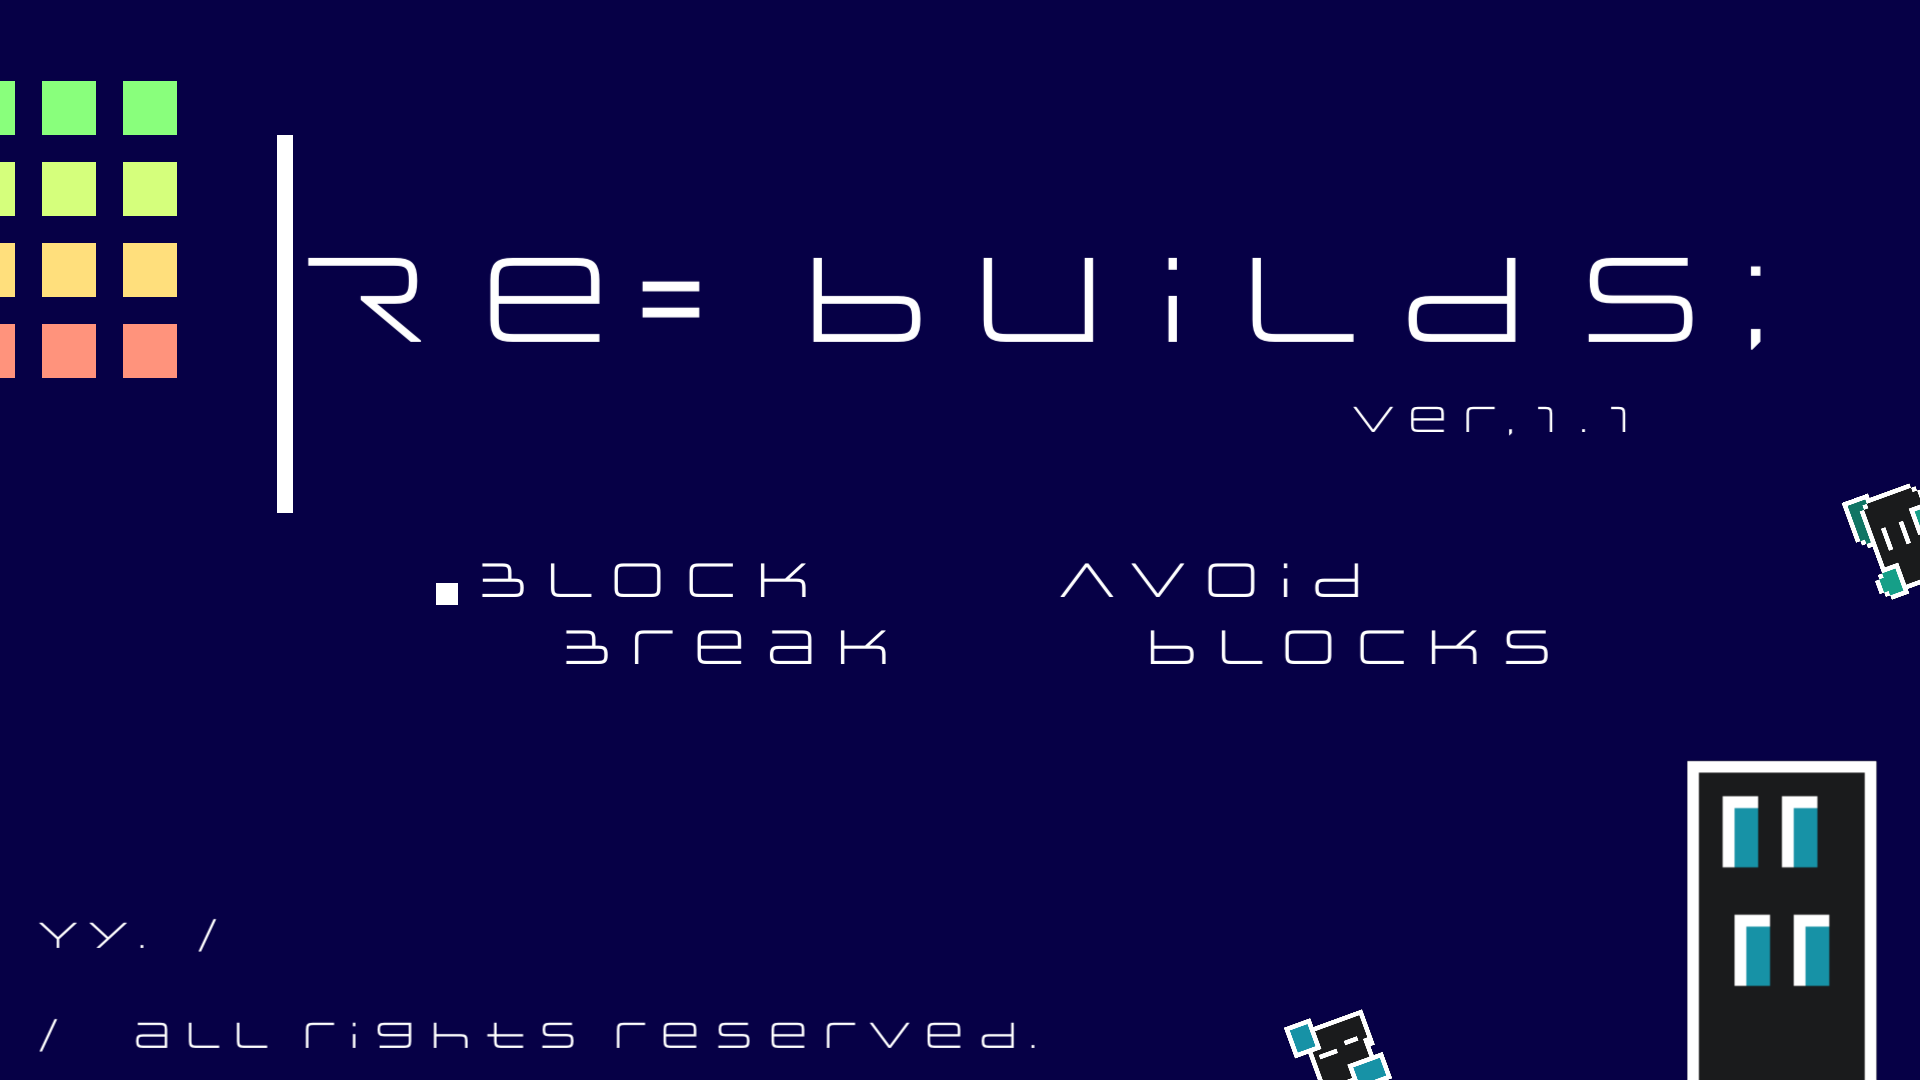 Re= builds;
ver,1.1
Block
Break
Avoid
blocks
YY. /
/ all rights reserved.